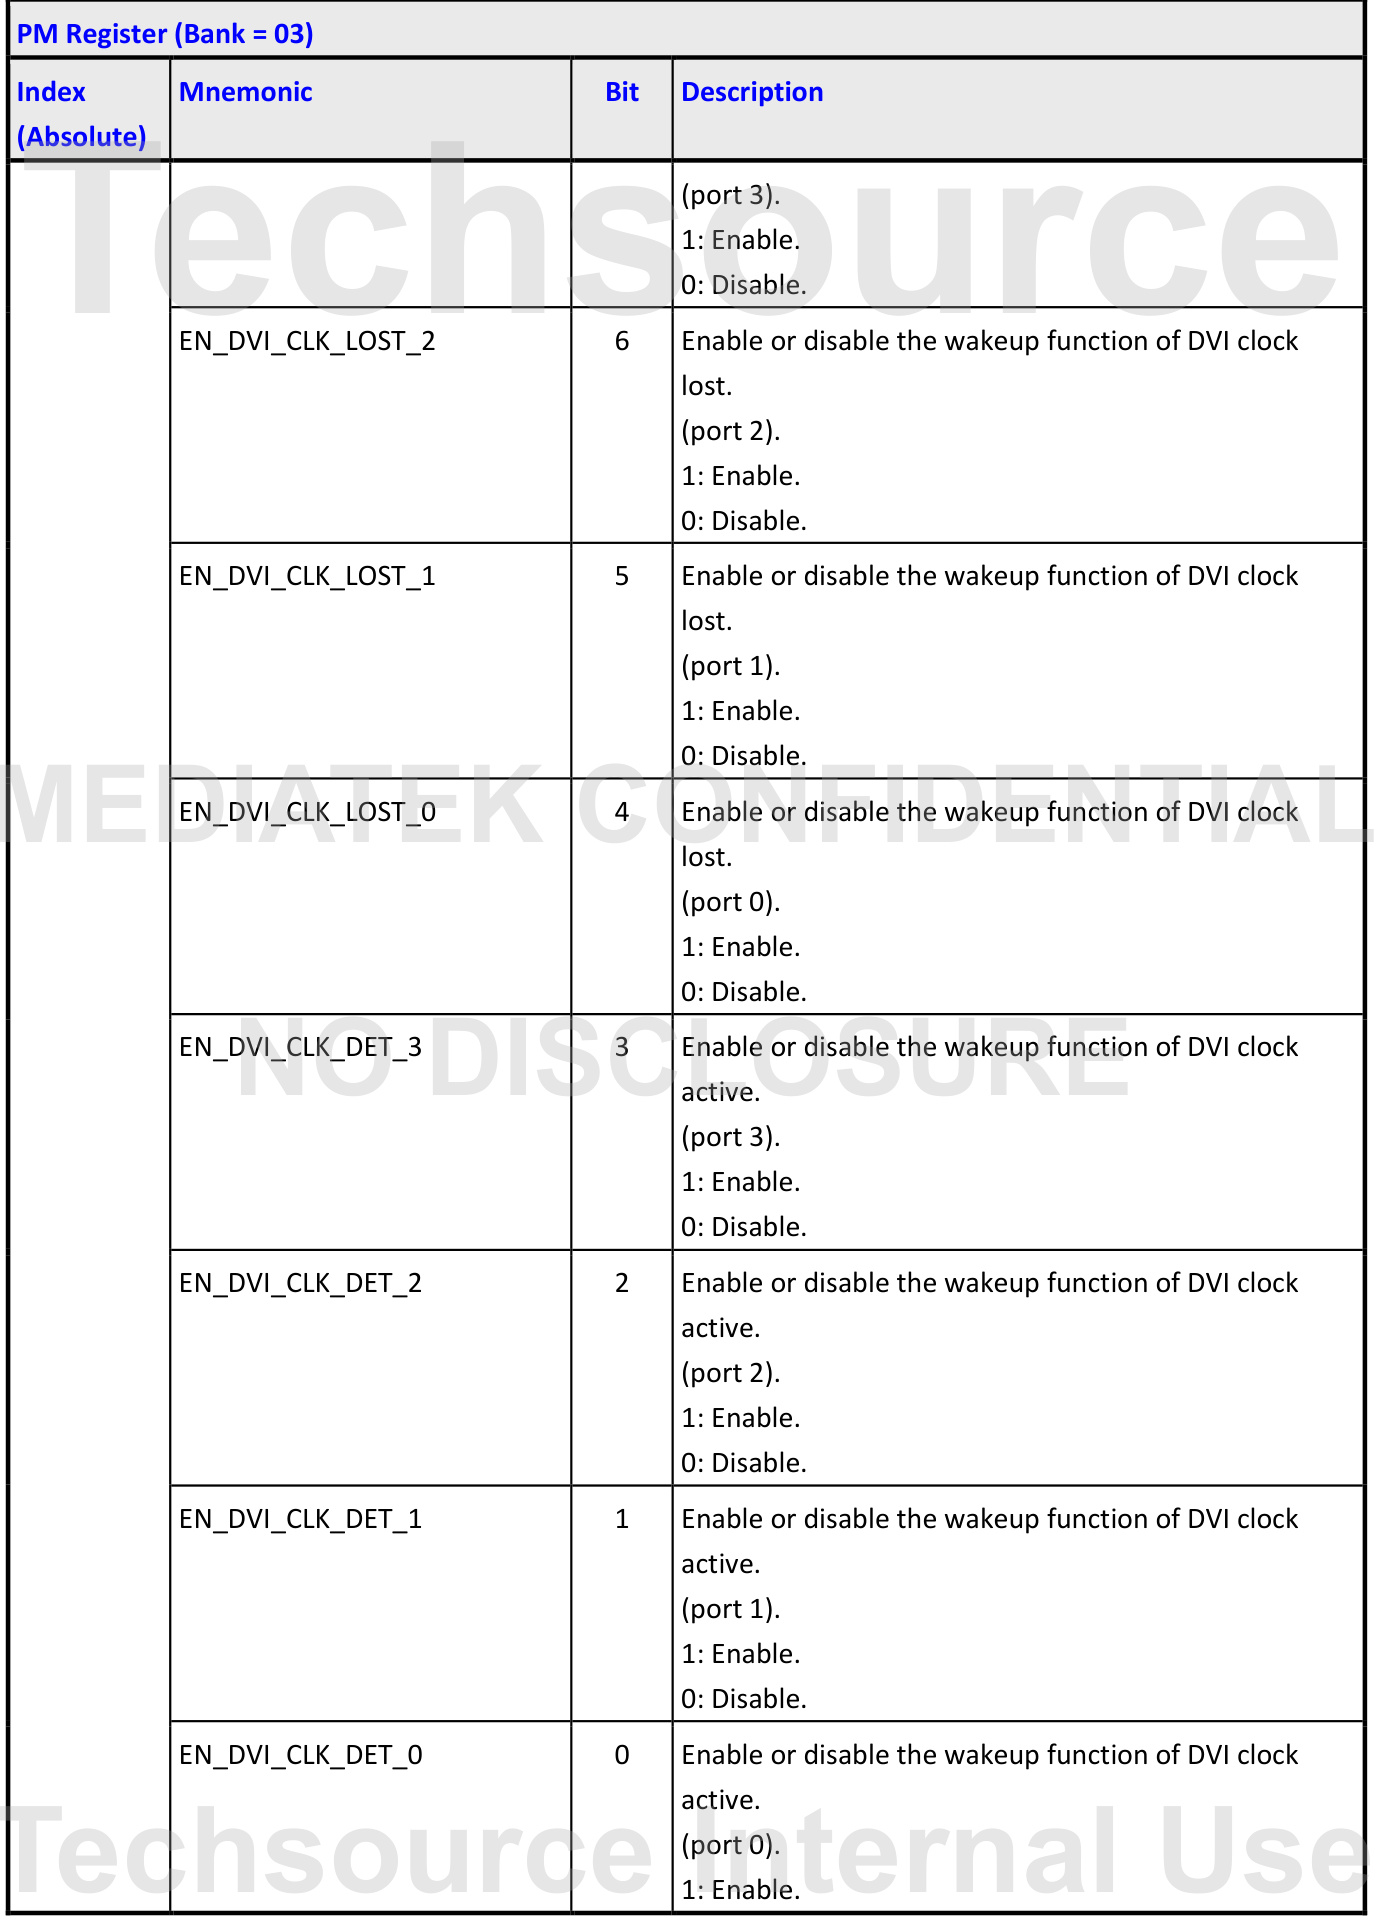 PM Register (Bank = 03)
Index
(Absolute)
Mnemonic
Bit
Description
(port 3).
1: Enable.
0: Disable.
EN_DVI_CLK_LOST_2
6
Enable or disable the wakeup function of DVI clock
lost.
(port 2).
1: Enable.
0: Disable.
EN_DVI_CLK_LOST_1
5
Enable or disable the wakeup function of DVI clock
lost.
(port 1).
1: Enable.
0: Disable.
EN_DVI_CLK_LOST_0
4
Enable or disable the wakeup function of DVI clock
lost.
(port 0).
1: Enable.
0: Disable.
EN_DVI_CLK_DET_3
3
Enable or disable the wakeup function of DVI clock
active.
(port 3).
1: Enable.
0: Disable.
EN_DVI_CLK_DET_2
2
Enable or disable the wakeup function of DVI clock
active.
(port 2).
1: Enable.
0: Disable.
EN_DVI_CLK_DET_1
1
Enable or disable the wakeup function of DVI clock
active.
(port 1).
1: Enable.
0: Disable.
EN_DVI_CLK_DET_0
0
Enable or disable the wakeup function of DVI clock
active.
(port 0).
1: Enable.
Techsource
MEDIATEK CONFIDENTIAL
NO DISCLOSURE
Techsource Internal Use